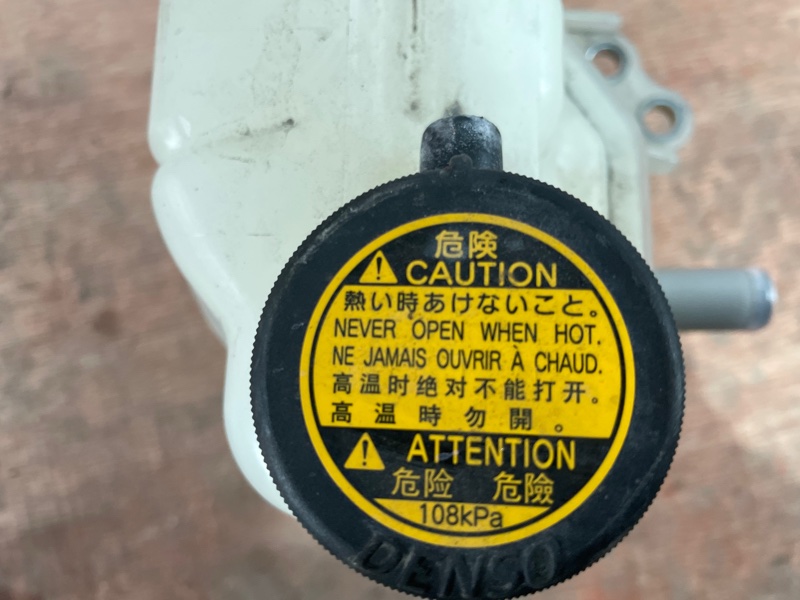 危険
CAUTION
熱い時あけないこと。
NEVER OPEN WHEN HOT.
NE JAMAIS OUVRIR À CHAUD.
高温时绝对不能打开。
高温時勿開。
ATTENTION
危险 危險
108kPa
DENSO